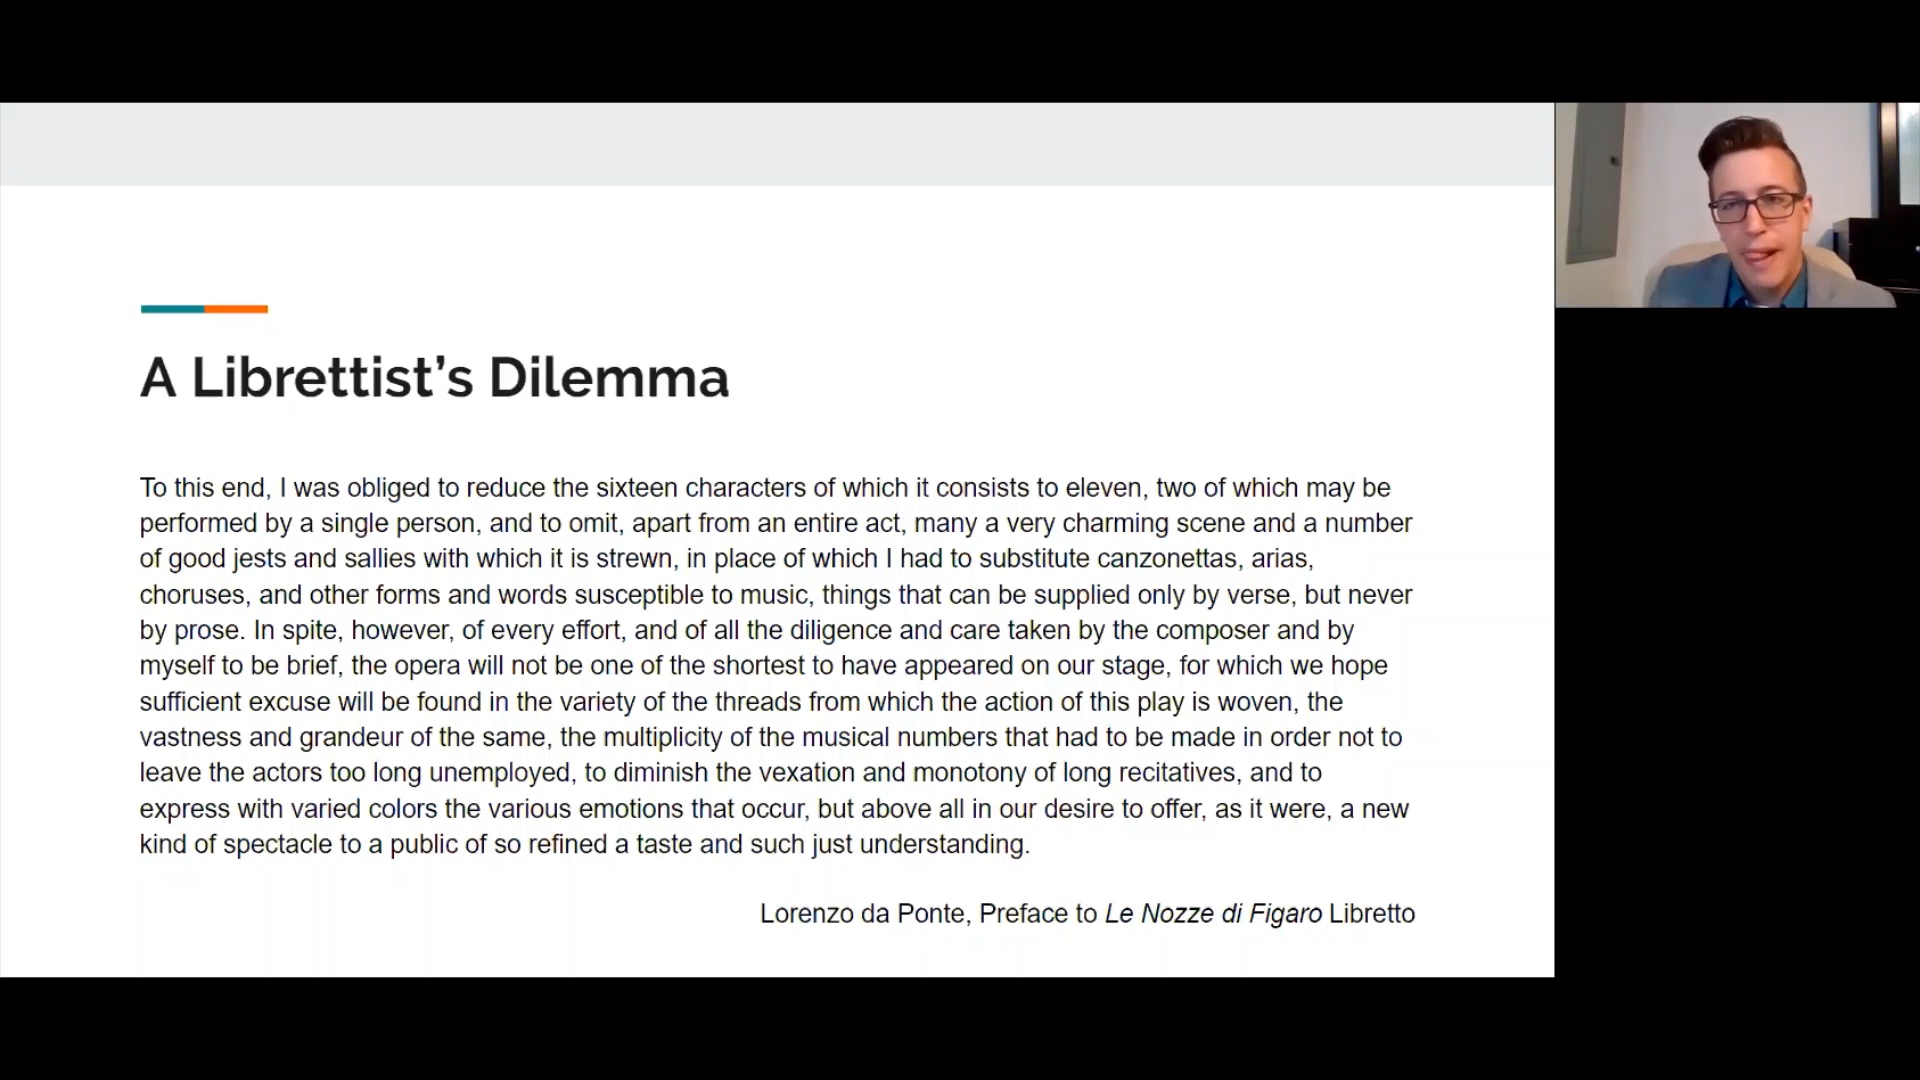 A Librettist’s Dilemma
To this end, I was obliged to reduce the sixteen characters of which it consists to eleven, two of which may be
performed by a single person, and to omit, apart from an entire act, many a very charming scene and a number
of good jests and sallies with which it is strewn, in place of which I had to substitute canzonettas, arias,
choruses, and other forms and words susceptible to music, things that can be supplied only by verse, but never
by prose. In spite, however, of every effort, and of all the diligence and care taken by the composer and by
myself to be brief, the opera will not be one of the shortest to have appeared on our stage, for which we hope
sufficient excuse will be found in the variety of the threads from which the action of this play is woven, the
vastness and grandeur of the same, the multiplicity of the musical numbers that had to be made in order not to
leave the actors too long unemployed, to diminish the vexation and monotony of long recitatives, and to
express with varied colors the various emotions that occur, but above all in our desire to offer, as it were, a new
kind of spectacle to a public of so refined a taste and such just understanding.
Lorenzo da Ponte, Preface to Le Nozze di Figaro Libretto